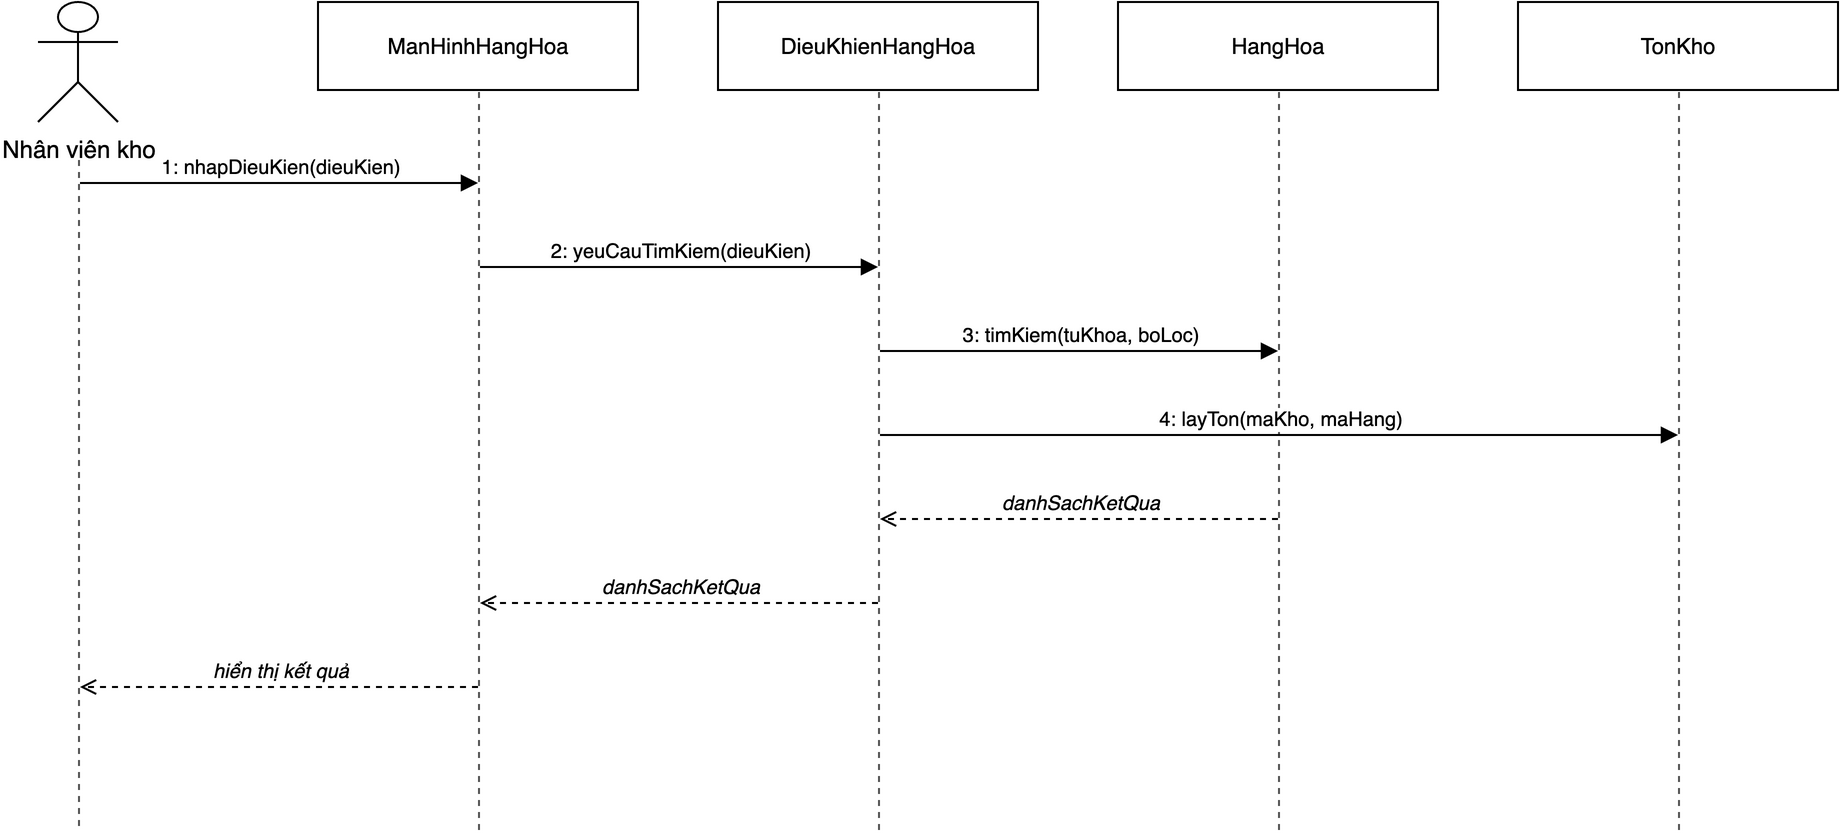 ManHinhHangHoa
DieuKhienHangHoa
HangHoa
TonKho
Nhân viên kho
1: nhapDieuKien(dieuKien)
2: yeuCauTimKiem(dieuKien)
3: timKiem(tuKhoa, boLoc)
4: layTon(maKho, maHang)
danhSachKetQua
danhSachKetQua
hiển thị kết quả